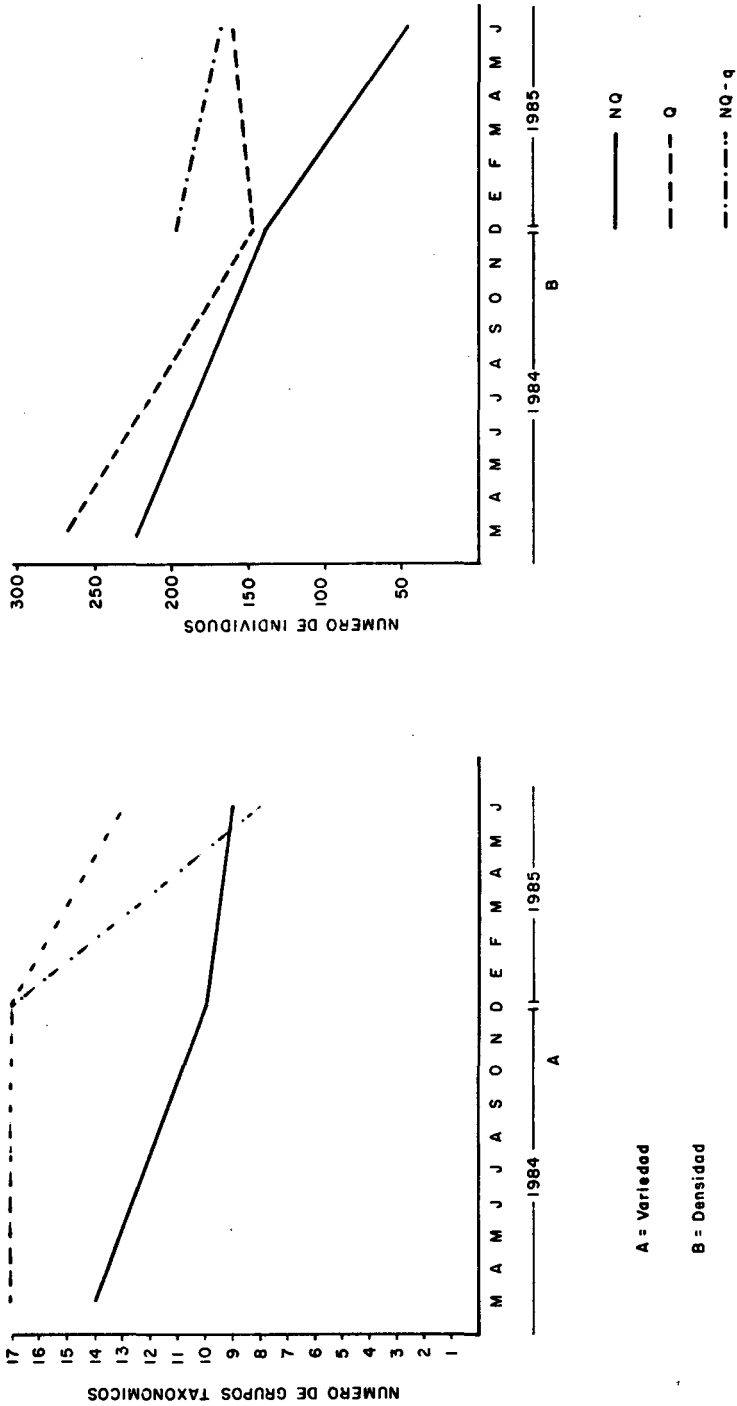 NUMERO DE GRUPOS TAXONOMICOS
17
16
15
14
13
12
11
10
9
8
7
6
5
4
3
2
1
M A M J J A S O N D E F M A M J
1984 1985
A
A = Variedad
B = Densidad
NUMERO DE INDIVIDUOS
300
250
200
150
100
50
M A M J J A S O N D E F M A M J
1984 1985
B
NQ
Q
NQ-q